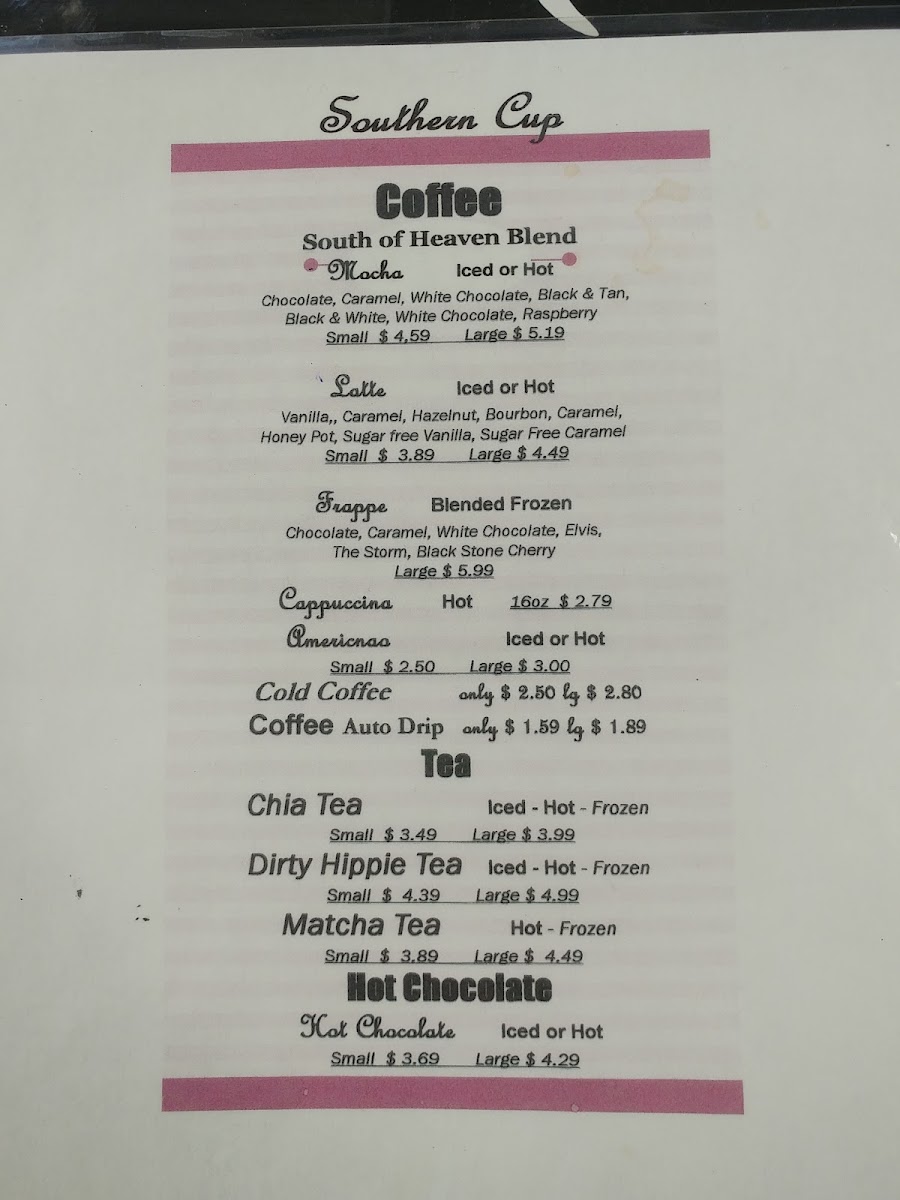 Southern Cup
Coffee
South of Heaven Blend
Mocha Iced or Hot
Chocolate, Caramel, White Chocolate, Black & Tan,
Black & White, White Chocolate, Raspberry
Small $ 4,59 Large $ 5.19
Latte Iced or Hot
Vanilla,, Caramel, Hazelnut, Bourbon, Caramel,
Honey Pot, Sugar free Vanilla, Sugar Free Caramel
Small $ 3.89 Large $ 4.49
Frappe Blended Frozen
Chocolate, Caramel, White Chocolate, Elvis,
The Storm, Black Stone Cherry
Large $ 5.99
Cappuccina Hot 16oz $ 2.79
Americnao Iced or Hot
Small $ 2.50 Large $ 3.00
Cold Coffee only $ 2.50 lg $ 2.80
Coffee Auto Drip only $ 1.59 lg $ 1.89
Tea
Chia Tea Iced - Hot - Frozen
Small $ 3.49 Large $ 3.99
Dirty Hippie Tea Iced - Hot - Frozen
Small $ 4.39 Large $ 4.99
Matcha Tea Hot - Frozen
Small $ 3.89 Large $ 4.49
Hot Chocolate
Hot Chocolate Iced or Hot
Small $ 3.69 Large $ 4.29